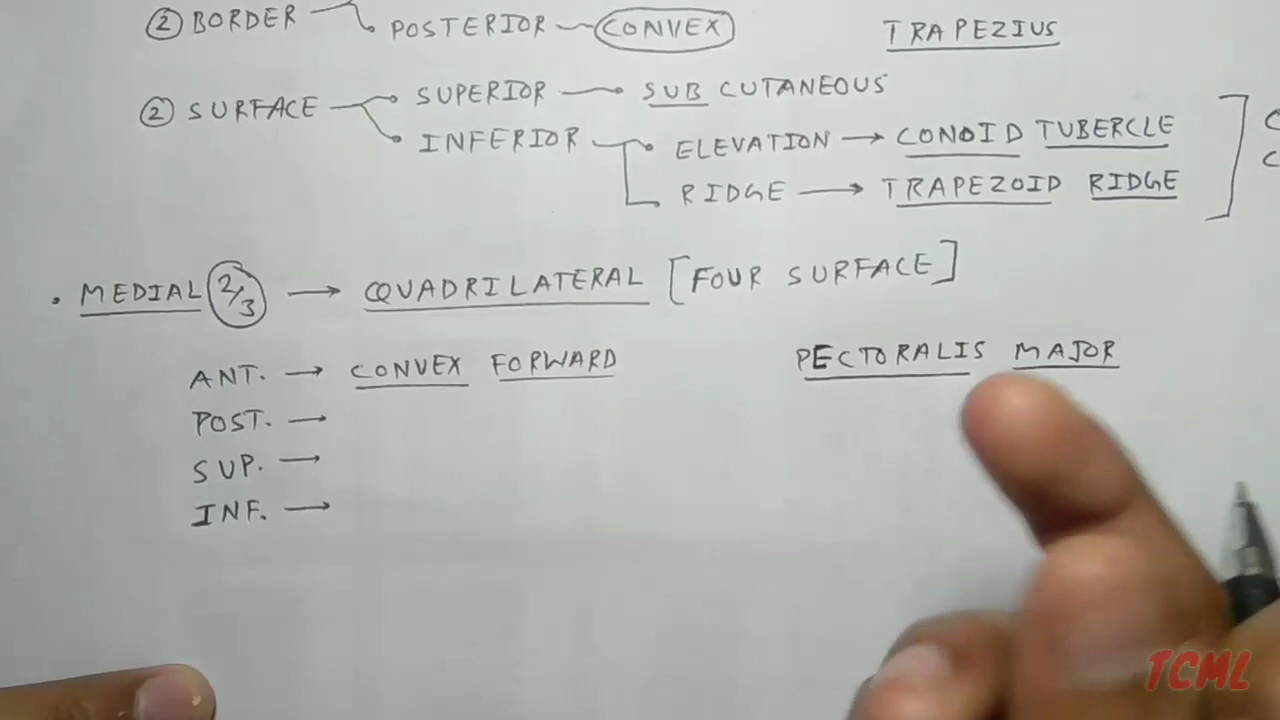 ② BORDER POSTERIOR CONVEX TRAPEZIUS
② SURFACE SUPERIOR SUB CUTANEOUS
INFERIOR ELEVATION → CONOID TUBERCLE
RIDGE → TRAPEZOID RIDGE
• MEDIAL 2/3 → QUADRILATERAL [FOUR SURFACE]
ANT. → CONVEX FORWARD PECTORALIS MAJOR
POST. →
SUP. →
INF. →
TCML